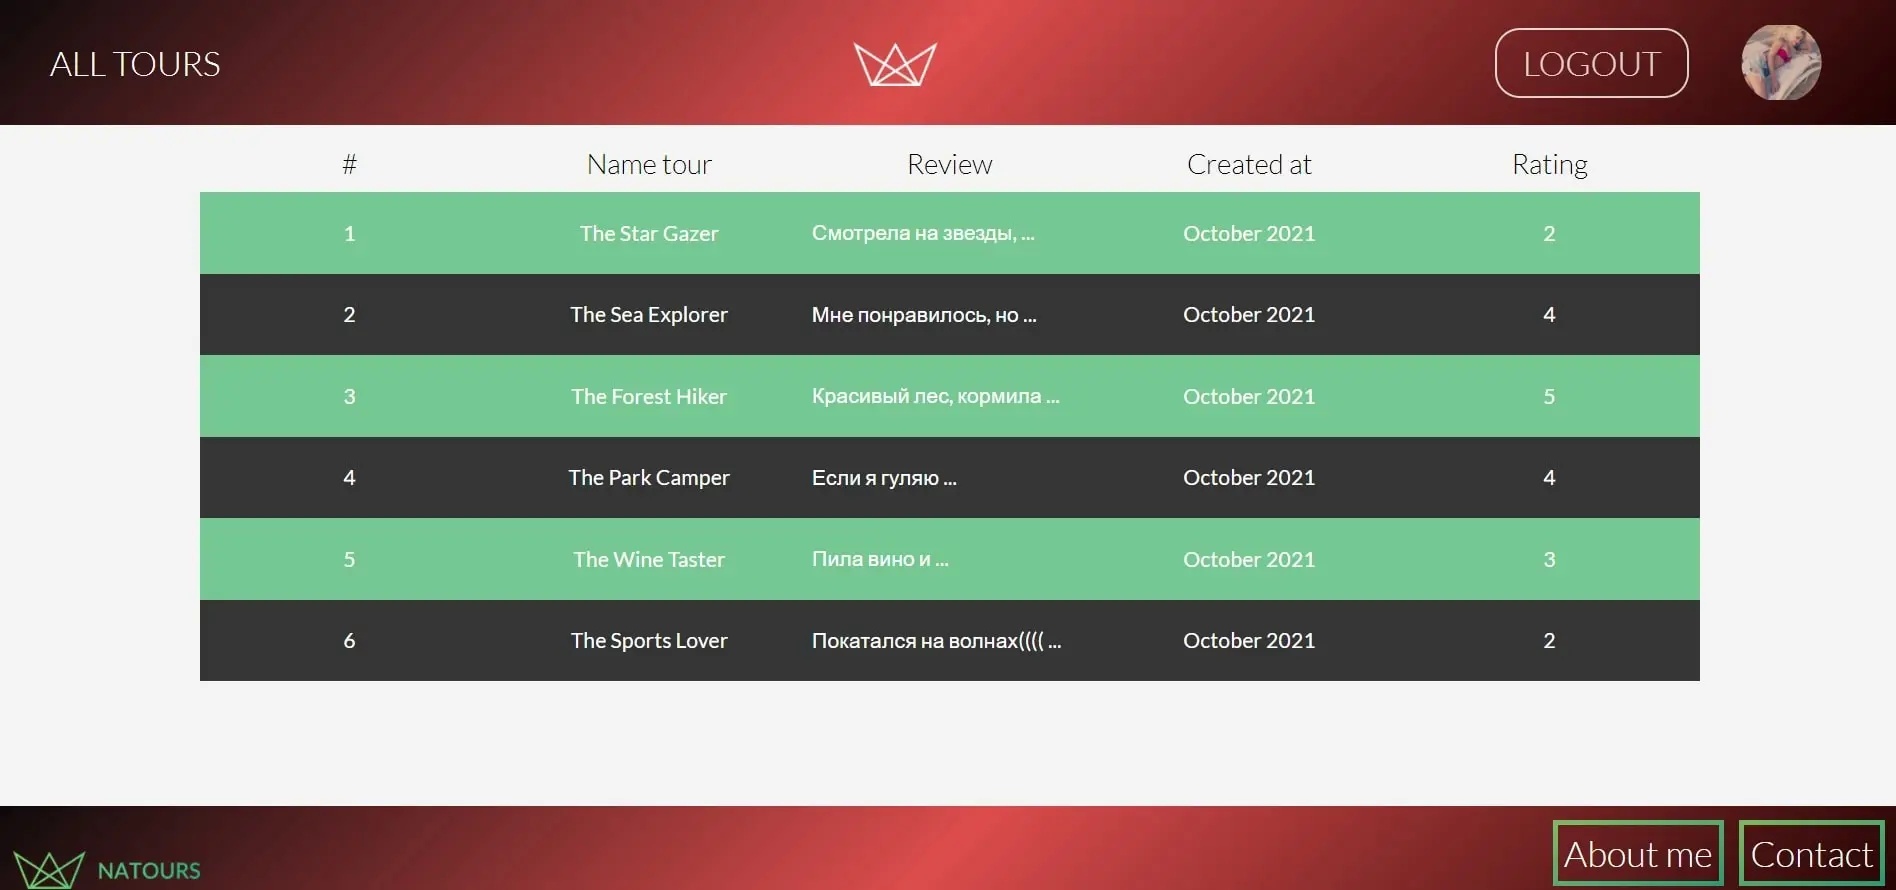 ALL TOURS LOGOUT
# Name tour Review Created at Rating
1 The Star Gazer Смотрела на звезды, ... October 2021 2
2 The Sea Explorer Мне понравилось, но ... October 2021 4
3 The Forest Hiker Красивый лес, кормила ... October 2021 5
4 The Park Camper Если я гуляю ... October 2021 4
5 The Wine Taster Пила вино и ... October 2021 3
6 The Sports Lover Покатался на волнах(((( ... October 2021 2
NATOURS About me Contact